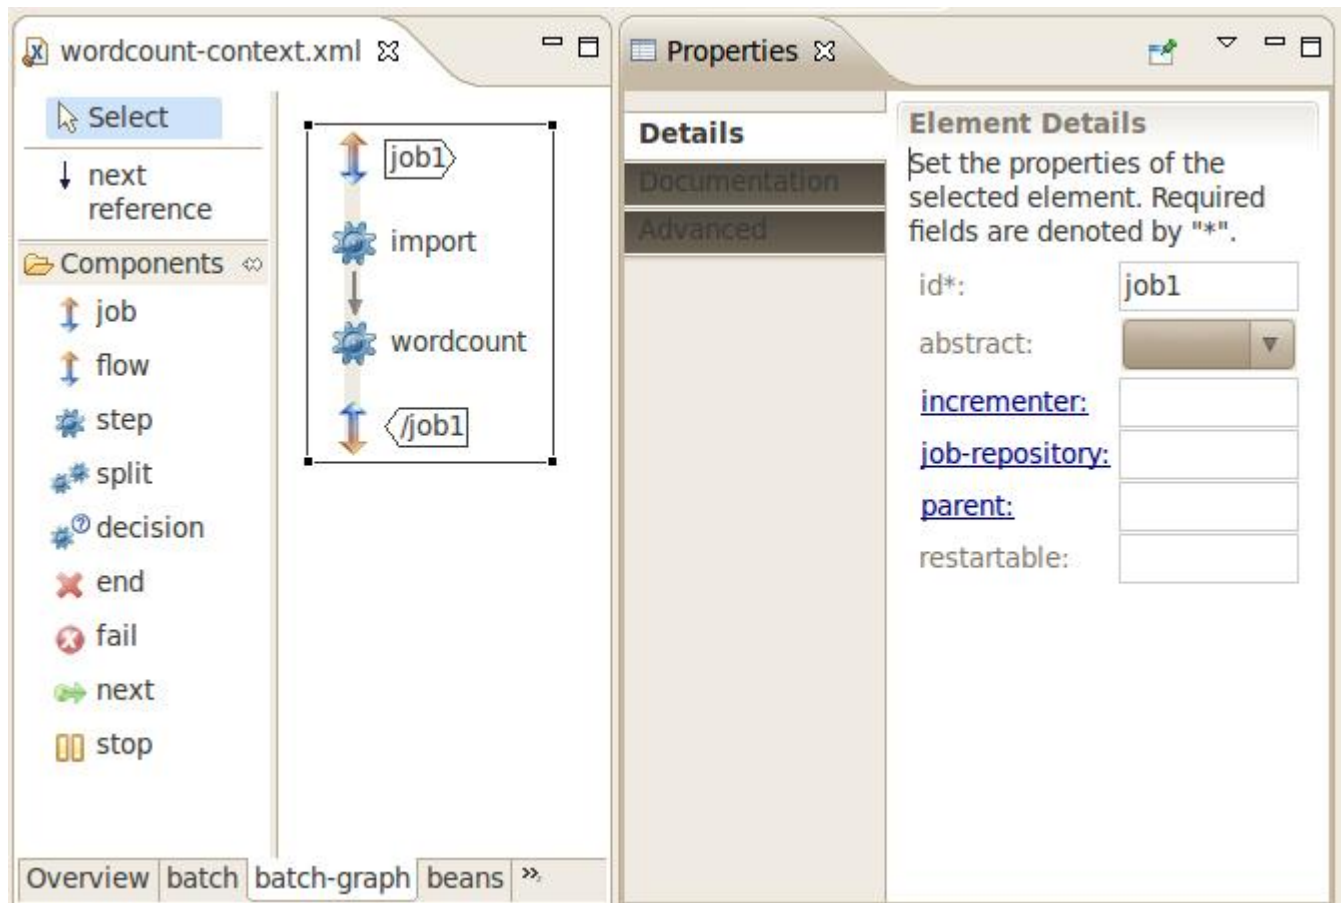 wordcount-context.xml
Select
next
reference
Components
job
flow
step
split
decision
end
fail
next
stop
job1
import
wordcount
/job1
Overview batch batch-graph beans
Properties
Details
Documentation
Advanced
Element Details
Set the properties of the
selected element. Required
fields are denoted by "*".
id*: job1
abstract:
incrementer:
job-repository:
parent:
restartable: